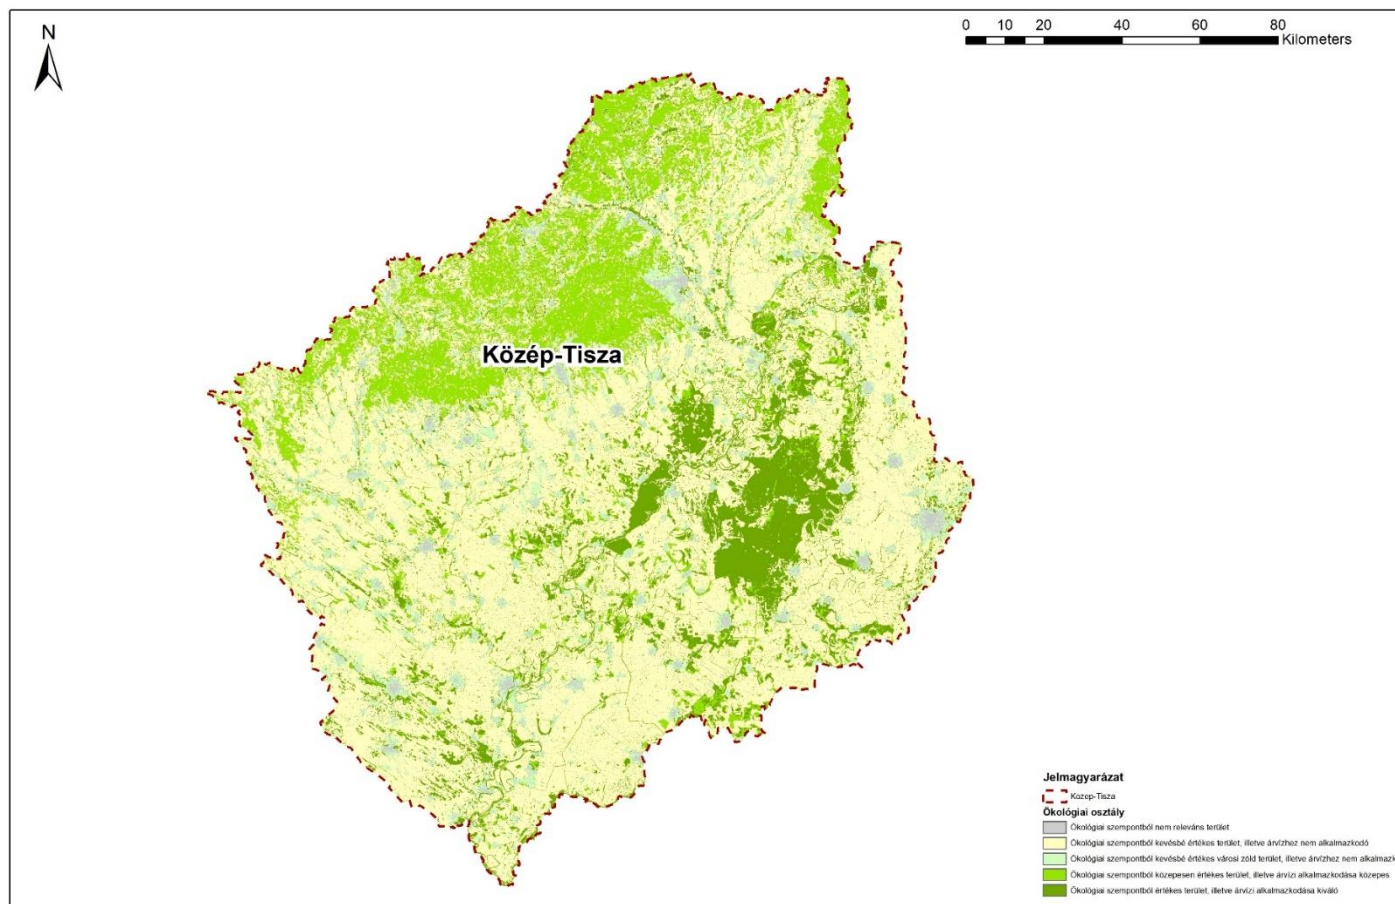 N
0 10 20 40 60 80
Kilometers
Közép-Tisza
Jelmagyarázat
Kozep-Tisza
Ökológiai osztály
Ökológiai szempontból nem releváns terület
Ökológiai szempontból kevésbé értékes terület, illetve árvízhez nem alkalmazkodó
Ökológiai szempontból kevésbé értékes városi zöld terület, illetve árvízhez nem alkalmazk
Ökológiai szempontból közepesen értékes terület, illetve árvízi alkalmazkodása közepes
Ökológiai szempontból értékes terület, illetve árvízi alkalmazkodása kiváló